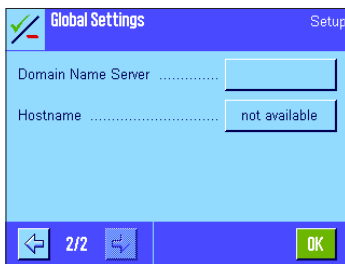 Global Settings Setup
Domain Name Server ..............
Hostname .............................. not available
2/2 OK